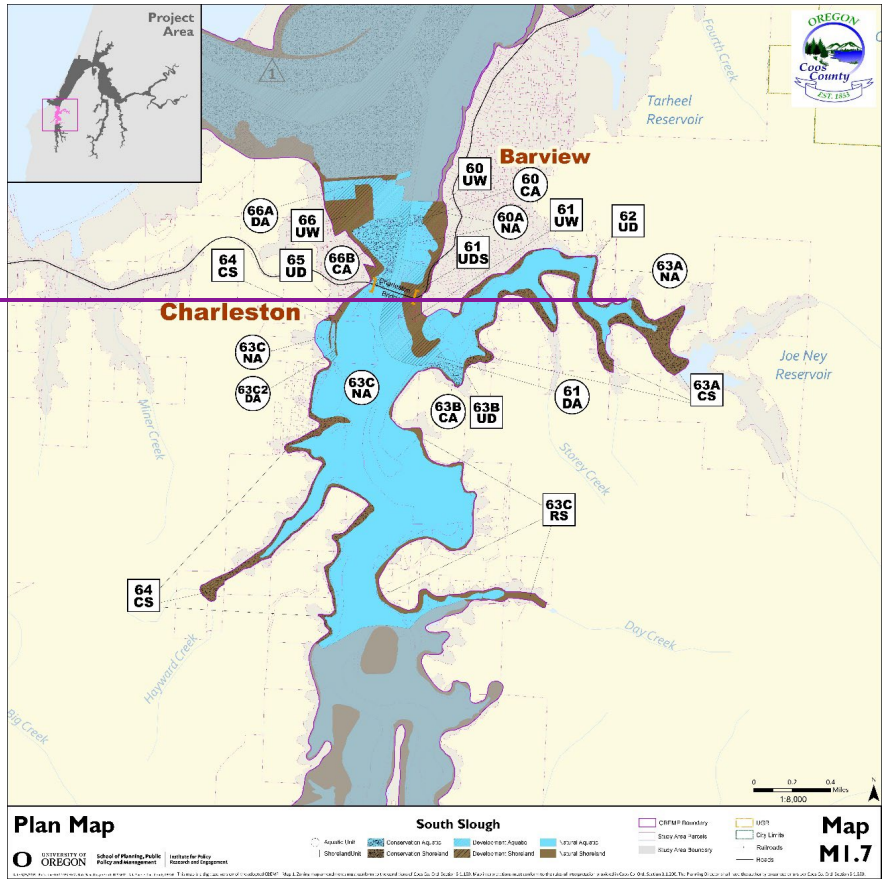 Project
Area
1
OREGON
Coos
County
EST. 1853
Fourth Creek
Tarheel
Reservoir
Barview
60
UW
60
CA
66A
DA
66
UW
60A
NA
61
UW
62
UD
64
CS
65
UD
66B
CA
61
UDS
63A
NA
Charleston
Charleston
63C
NA
63C2
DA
63C
NA
63B
CA
63B
UD
61
DA
63A
CS
Joe Ney
Reservoir
Miner Creek
Storey Creek
63C
RS
64
CS
Hayward Creek
Day Creek
Big Creek
0 0.2 0.4
Miles
1:8,000
N
Plan Map
South Slough
Map
M1.7
O UNIVERSITY OF OREGON
School of Planning, Public Policy and Management
Institute for Policy Research and Engagement
Aquatic Unit
Shoreland Unit
Conservation Aquatic
Conservation Shoreland
Development Aquatic
Development Shoreland
Natural Aquatic
Natural Shoreland
CBEMP Boundary
Study Area Parcels
Study Area Boundary
UGB
City Limits
Railroads
Roads